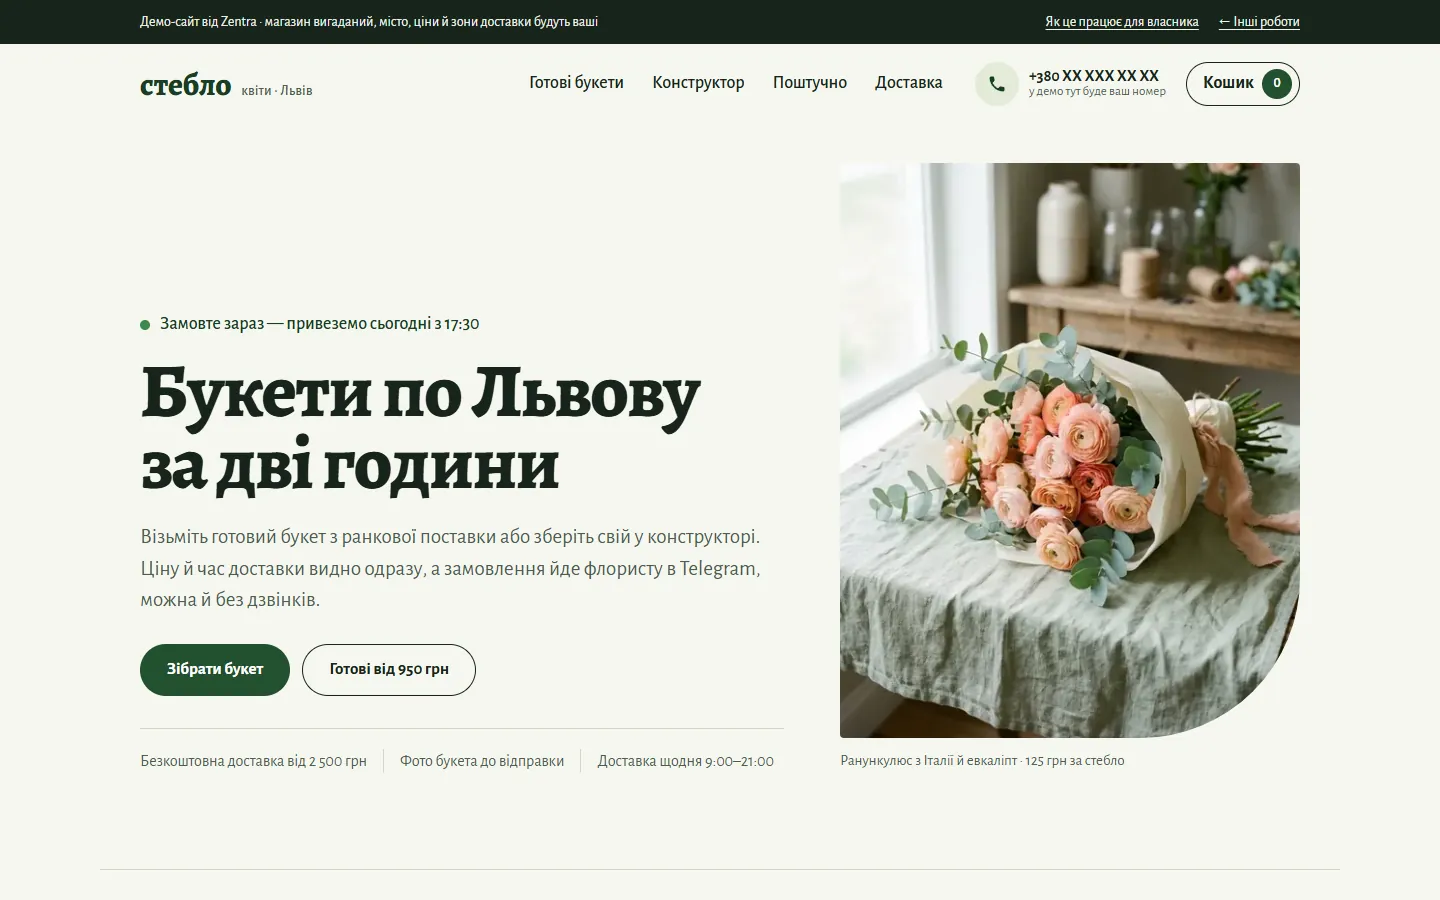 Демо-сайт від Zentra · магазин вигаданий, місто, ціни й зони доставки будуть ваші
Як це працює для власника
← Інші роботи
стебло квіти · Львів
Готові букети
Конструктор
Поштучно
Доставка
+380 XX XXX XX XX
у демо тут буде ваш номер
Кошик 0
Замовте зараз — привеземо сьогодні з 17:30
Букети по Львову
за дві години
Візьміть готовий букет з ранкової поставки або зберіть свій у конструкторі.
Ціну й час доставки видно одразу, а замовлення йде флористу в Telegram,
можна й без дзвінків.
Зібрати букет
Готові від 950 грн
Безкоштовна доставка від 2 500 грн
Фото букета до відправки
Доставка щодня 9:00–21:00
Ранункулюс з Італії й евкаліпт · 125 грн за стебло